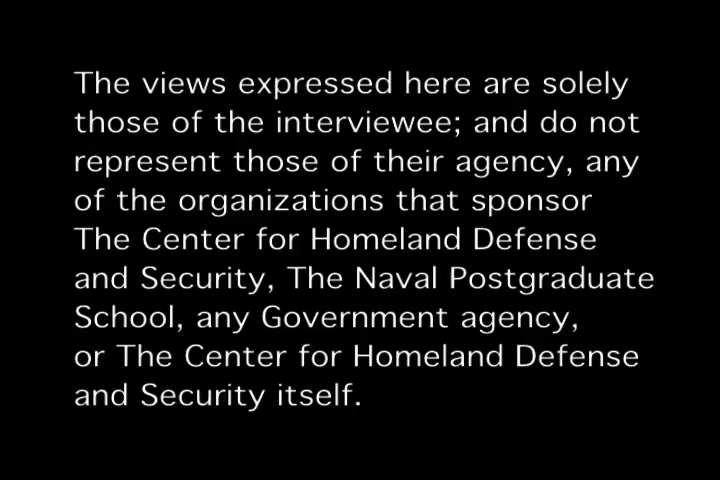 The views expressed here are solely
those of the interviewee; and do not
represent those of their agency, any
of the organizations that sponsor
The Center for Homeland Defense
and Security, The Naval Postgraduate
School, any Government agency,
or The Center for Homeland Defense
and Security itself.